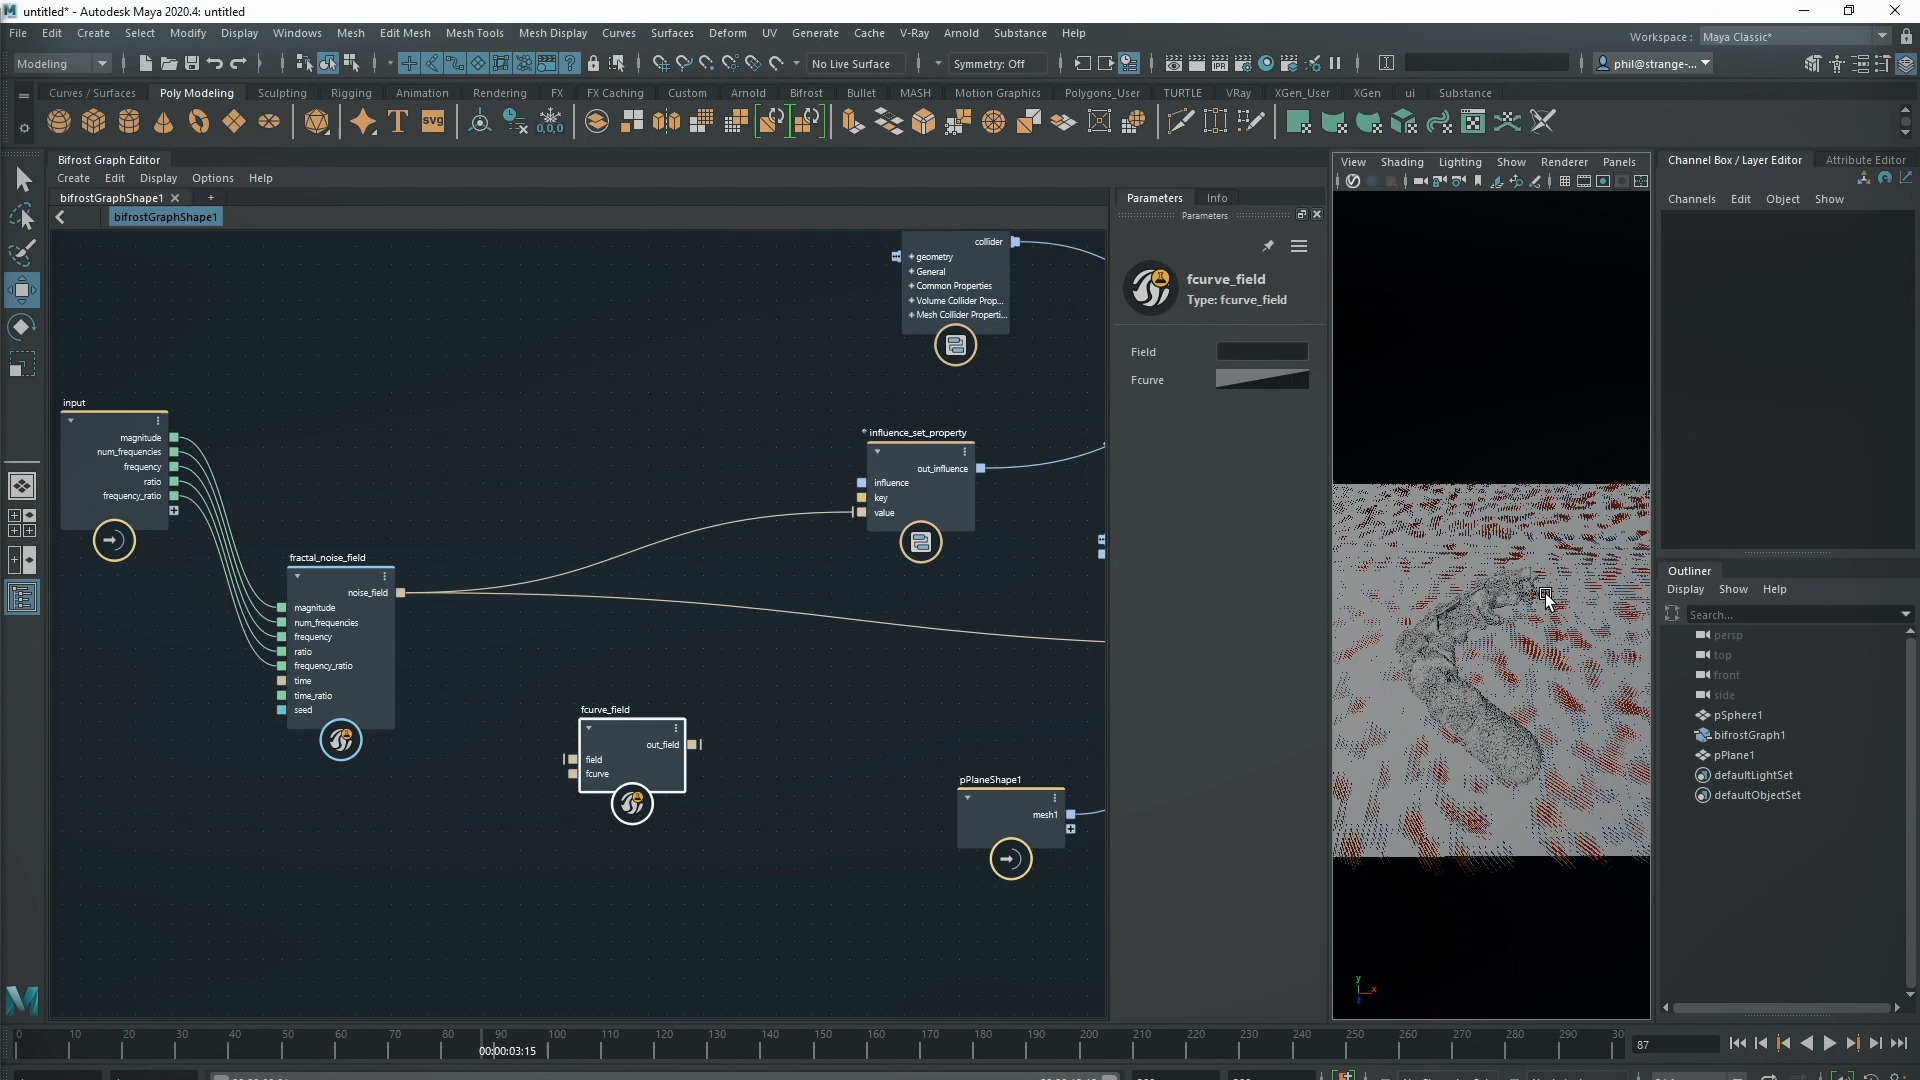 untitled* - Autodesk Maya 2020.4: untitled
File Edit Create Select Modify Display Windows Mesh Edit Mesh Mesh Tools Mesh Display Curves Surfaces Deform UV Generate Cache V-Ray Arnold Substance Help
Workspace: Maya Classic*
Modeling
No Live Surface
Symmetry: Off
phil@strange-...
Curves / Surfaces Poly Modeling Sculpting Rigging Animation Rendering FX FX Caching Custom Arnold Bifrost Bullet MASH Motion Graphics Polygons_User TURTLE VRay XGen_User XGen ui Substance
SVG
0,0,0
Bifrost Graph Editor
Create Edit Display Options Help
bifrostGraphShape1
bifrostGraphShape1
input
magnitude
num_frequencies
frequency
ratio
frequency_ratio
fractal_noise_field
noise_field
magnitude
num_frequencies
frequency
ratio
frequency_ratio
time
time_ratio
seed
fcurve_field
out_field
field
fcurve
collider
geometry
General
Common Properties
Volume Collider Prop...
Mesh Collider Properti...
influence_set_property
out_influence
influence
key
value
pPlaneShape1
mesh1
Parameters Info
Parameters
fcurve_field
Type: fcurve_field
Field
Fcurve
View Shading Lighting Show Renderer Panels
y
x
z
Channel Box / Layer Editor Attribute Editor
Channels Edit Object Show
Outliner
Display Show Help
Search...
persp
top
front
side
pSphere1
bifrostGraph1
pPlane1
defaultLightSet
defaultObjectSet
0 10 20 30 40 50 60 70 80 90 100 110 120 130 140 150 160 170 180 190 200 210 220 230 240 250 260 270 280 290 30
00:00:03:15
87